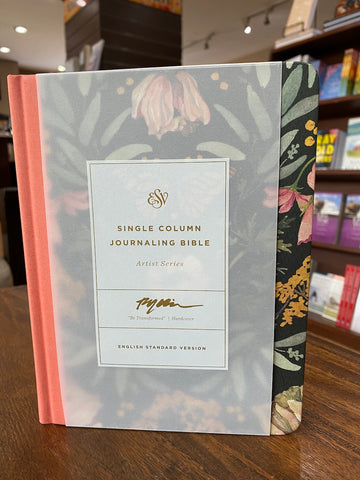 ESV
SINGLE COLUMN
JOURNALING BIBLE
Artist Series
"Be Transformed" | Hardcover
ENGLISH STANDARD VERSION